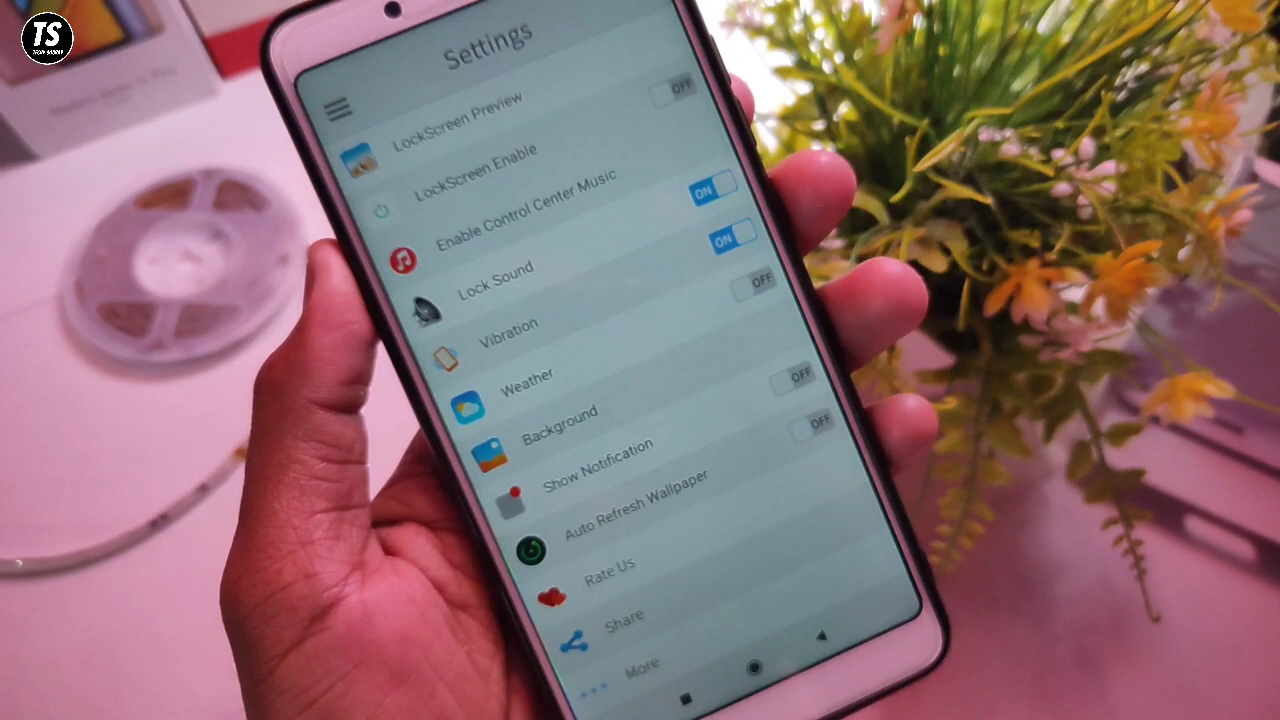 TS
Settings
LockScreen Preview
OFF
LockScreen Enable
Enable Control Center Music
ON
Lock Sound
ON
Vibration
OFF
Weather
Background
Show Notification
OFF
Auto Refresh Wallpaper
OFF
Rate Us
Share
More